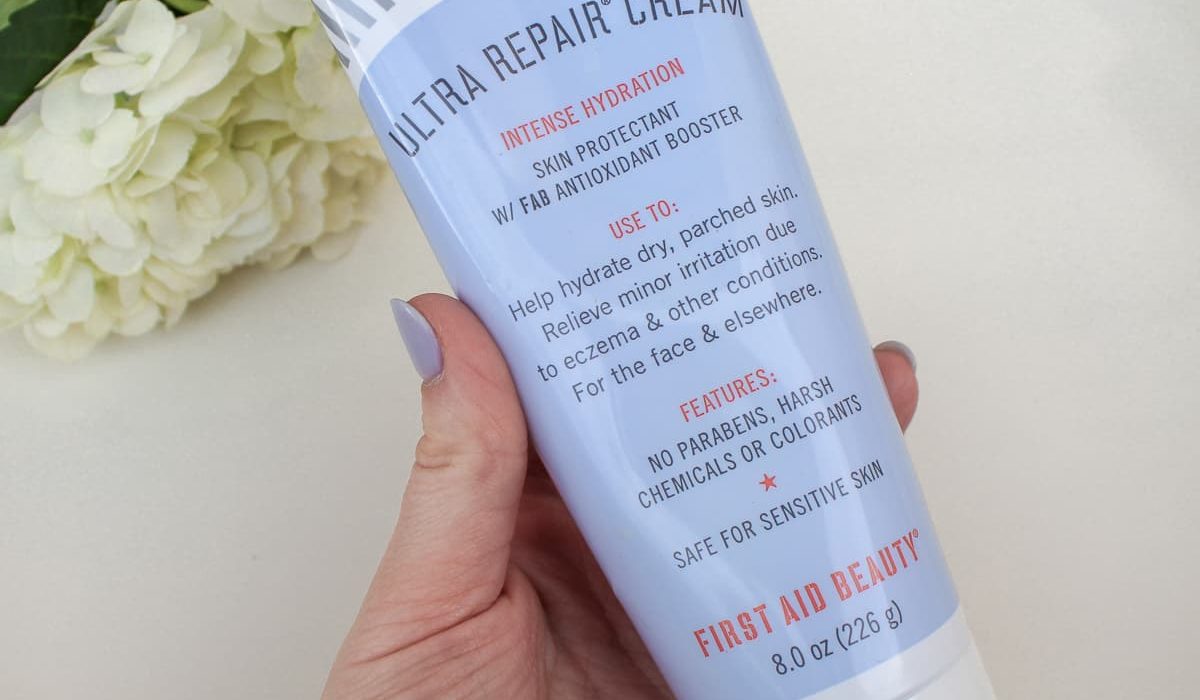 ULTRA REPAIR® CREAM
INTENSE HYDRATION
SKIN PROTECTANT
W/ FAB ANTIOXIDANT BOOSTER
USE TO:
Help hydrate dry, parched skin.
Relieve minor irritation due
to eczema & other conditions.
For the face & elsewhere.
FEATURES:
NO PARABENS, HARSH
CHEMICALS OR COLORANTS
SAFE FOR SENSITIVE SKIN
FIRST AID BEAUTY®
8.0 oz (226 g)